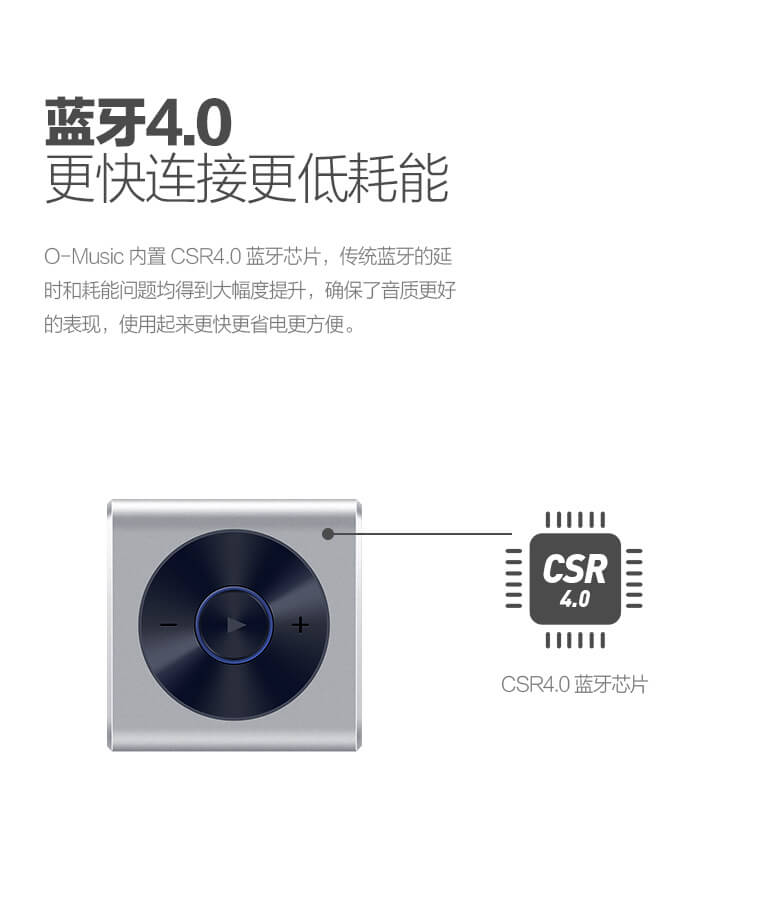 蓝牙4.0
更快连接更低耗能
O-Music 内置 CSR4.0 蓝牙芯片，传统蓝牙的延
时和耗能问题均得到大幅度提升，确保了音质更好
的表现，使用起来更快更省电更方便。
CSR
4.0
CSR4.0 蓝牙芯片